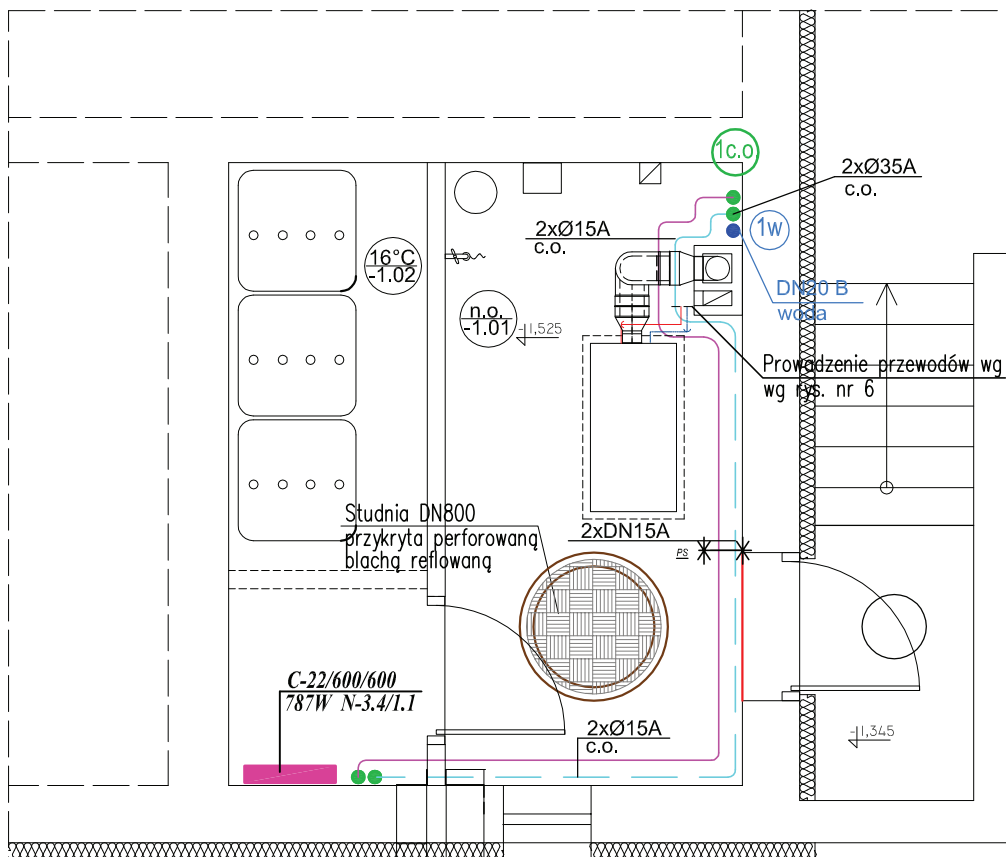 1c.o
2xØ35A
c.o.
2xØ15A
c.o.
1w
16°C
-1.02
n.o.
-1.01
-1,525
DN20 B
woda
Prowadzenie przewodów wg
wg rys. nr 6
Studnia DN800
przykryta perforowaną
blachą reflowaną
2xDN15A
PS
C-22/600/600
787W N-3.4/1.1
2xØ15A
c.o.
-1,345